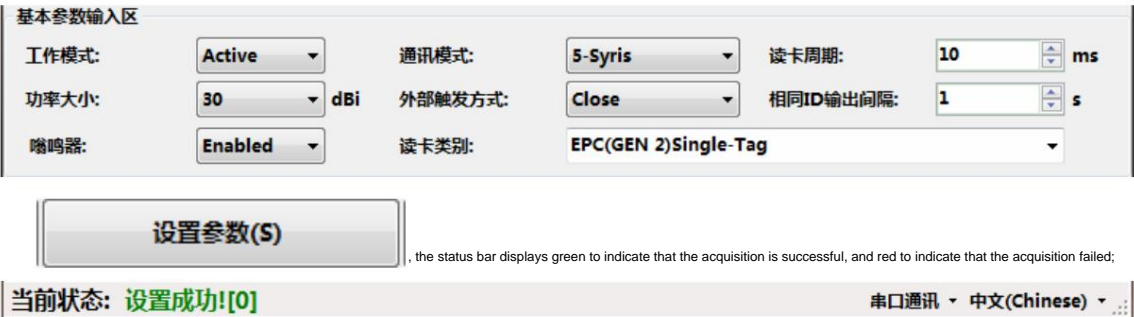 基本参数输入区
工作模式: Active 通讯模式: 5-Syris 读卡周期: 10 ms
功率大小: 30 dBi 外部触发方式: Close 相同ID输出间隔: 1 s
嗡鸣器: Enabled 读卡类别: EPC(GEN 2)Single-Tag
设置参数(S) , the status bar displays green to indicate that the acquisition is successful, and red to indicate that the acquisition failed;
当前状态: 设置成功![0] 串口通讯 中文(Chinese)